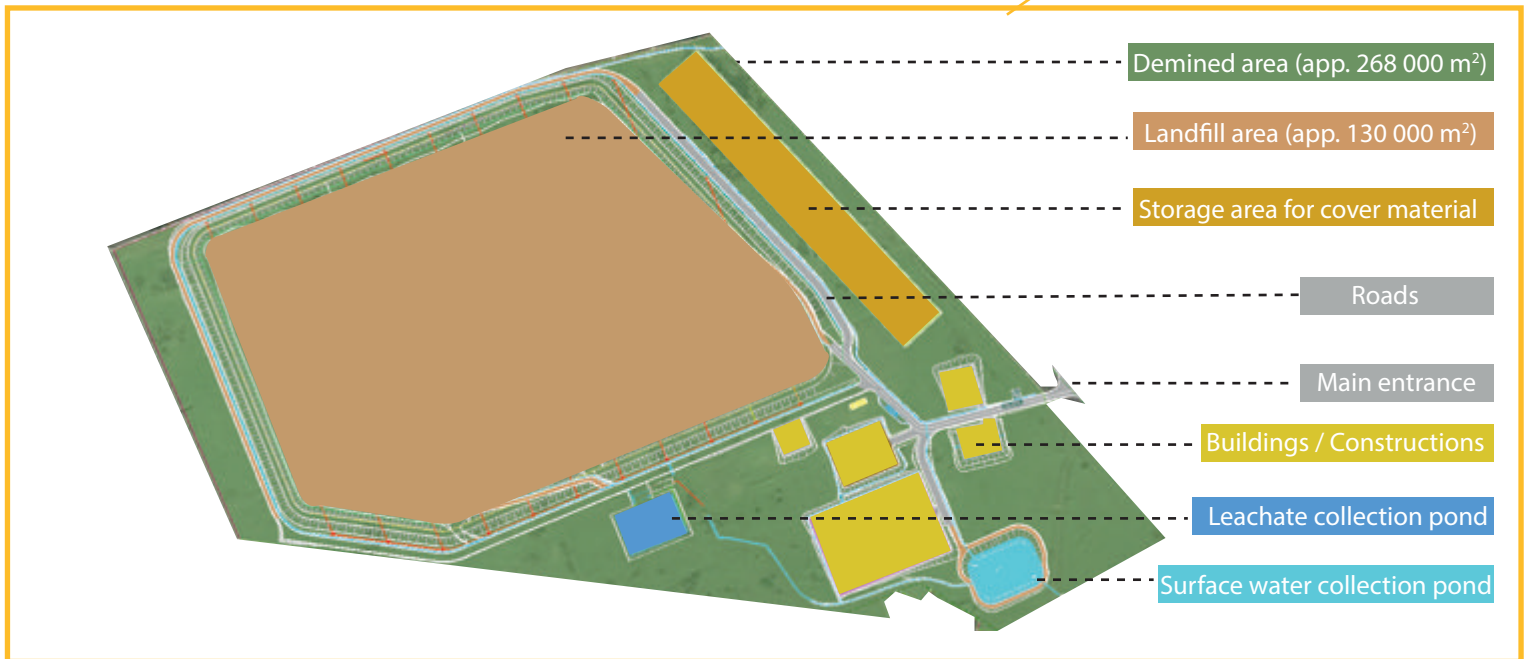 Demined area (app. 268 000 m²)
Landfill area (app. 130 000 m²)
Storage area for cover material
Roads
Main entrance
Buildings / Constructions
Leachate collection pond
Surface water collection pond